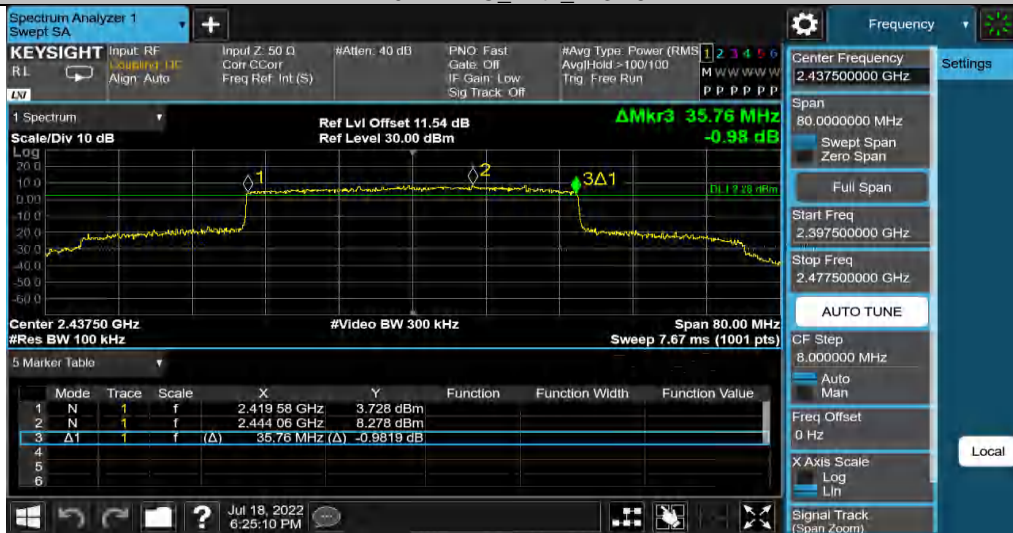 Spectrum Analyzer 1
Swept SA
+
Frequency
KEYSIGHT
RL
LXI
Input: RF
Coupling: DC
Align: Auto
Input Z: 50 Ω
Corr CCorr
Freq Ref: Int (S)
#Atten: 40 dB
PNO: Fast
Gate: Off
IF Gain: Low
Sig Track: Off
#Avg Type: Power (RMS
Avg|Hold:>100/100
Trig: Free Run
1 2 3 4 5 6
M W W W W W
P P P P P P
1 Spectrum
Scale/Div 10 dB
Ref Lvl Offset 11.54 dB
Ref Level 30.00 dBm
ΔMkr3 35.76 MHz
-0.98 dB
Log
20.0
10.0
0.00
-10.0
-20.0
-30.0
-40.0
-50.0
-60.0
1
2
3Δ1
DL1 2.28 dBm
Center 2.43750 GHz
#Res BW 100 kHz
#Video BW 300 kHz
Span 80.00 MHz
Sweep 7.67 ms (1001 pts)
5 Marker Table
Mode Trace Scale X Y Function Function Width Function Value
1 N 1 f 2.419 58 GHz 3.728 dBm
2 N 1 f 2.444 06 GHz 8.278 dBm
3 Δ1 1 f (Δ) 35.76 MHz (Δ) -0.9819 dB
4
5
6
?
Jul 18, 2022
6:25:10 PM
Center Frequency
2.437500000 GHz
Span
80.0000000 MHz
Swept Span
Zero Span
Full Span
Start Freq
2.397500000 GHz
Stop Freq
2.477500000 GHz
AUTO TUNE
CF Step
8.000000 MHz
Auto
Man
Freq Offset
0 Hz
X Axis Scale
Log
Lin
Signal Track
(Span Zoom)
Settings
Local